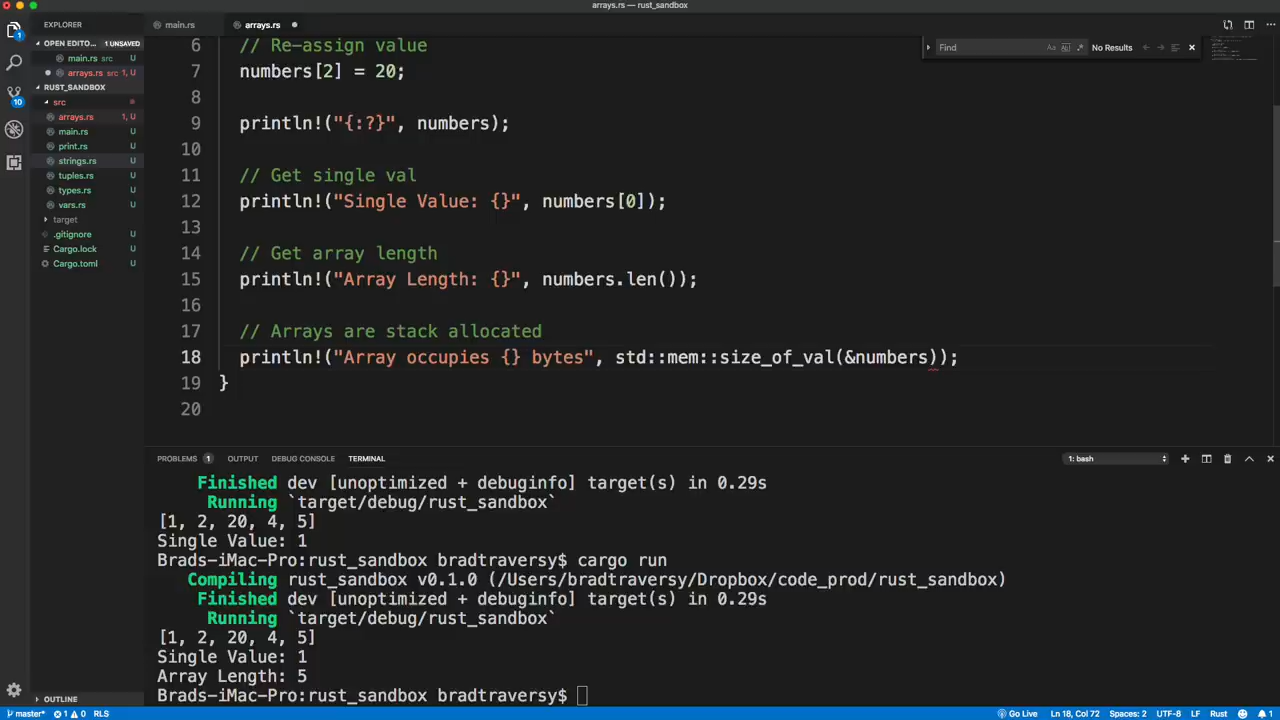 arrays.rs — rust_sandbox
EXPLORER
main.rs
arrays.rs
OPEN EDITO... 1 UNSAVED
main.rs src U
arrays.rs src 1, U
RUST_SANDBOX
src
arrays.rs 1, U
main.rs U
print.rs U
strings.rs U
tuples.rs U
types.rs U
vars.rs U
target
.gitignore U
Cargo.lock U
Cargo.toml U
OUTLINE
1
10
Find
Aa
No Results
6 // Re-assign value
7 numbers[2] = 20;
8
9 println!("{:?}", numbers);
10
11 // Get single val
12 println!("Single Value: {}", numbers[0]);
13
14 // Get array length
15 println!("Array Length: {}", numbers.len());
16
17 // Arrays are stack allocated
18 println!("Array occupies {} bytes", std::mem::size_of_val(&numbers));
19 }
20
PROBLEMS 1 OUTPUT DEBUG CONSOLE TERMINAL 1: bash
Finished dev [unoptimized + debuginfo] target(s) in 0.29s
Running `target/debug/rust_sandbox`
[1, 2, 20, 4, 5]
Single Value: 1
Brads-iMac-Pro:rust_sandbox bradtraversy$ cargo run
Compiling rust_sandbox v0.1.0 (/Users/bradtraversy/Dropbox/code_prod/rust_sandbox)
Finished dev [unoptimized + debuginfo] target(s) in 0.29s
Running `target/debug/rust_sandbox`
[1, 2, 20, 4, 5]
Single Value: 1
Array Length: 5
Brads-iMac-Pro:rust_sandbox bradtraversy$
master* 1 0 RLS Go Live Ln 18, Col 72 Spaces: 2 UTF-8 LF Rust 1